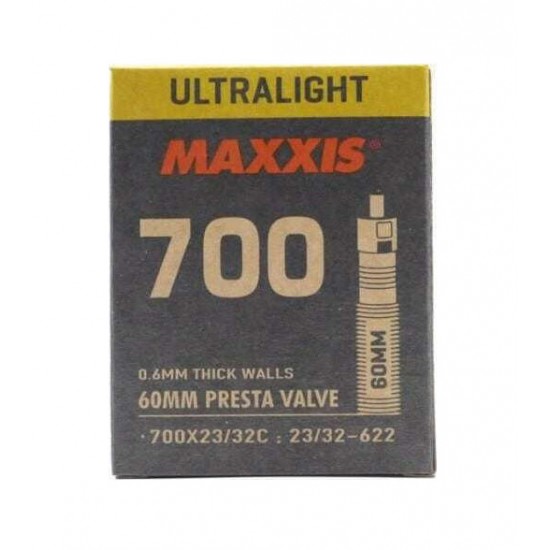 ULTRALIGHT
MAXXIS®
700
60MM
0.6MM THICK WALLS
60MM PRESTA VALVE
·700X23/32C : 23/32-622